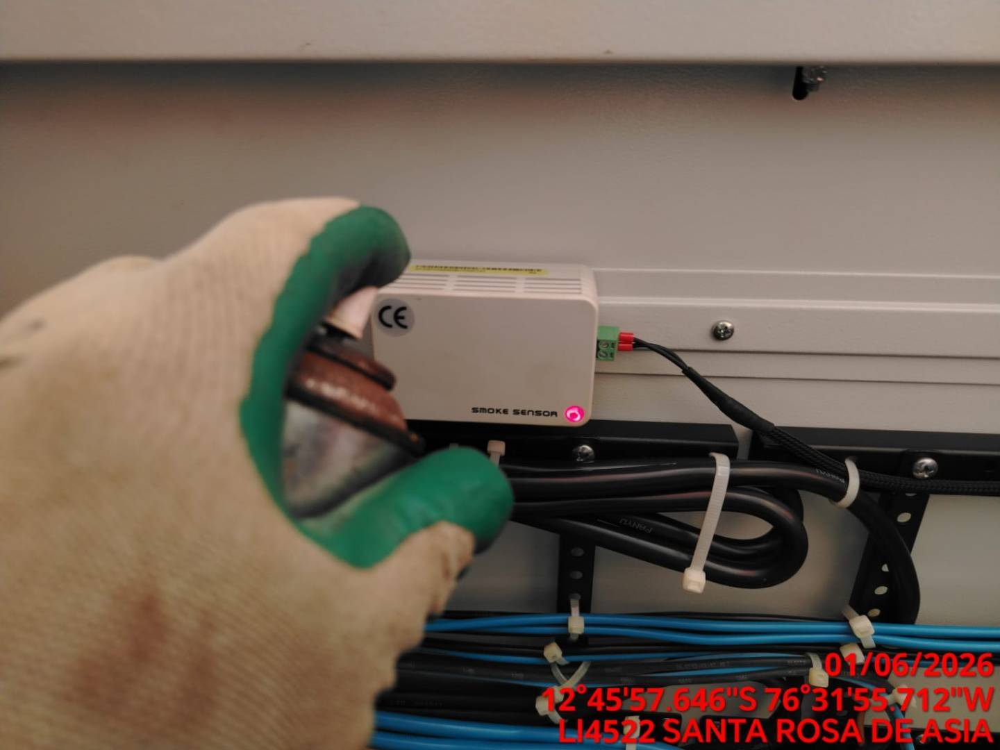 CE
SMOKE SENSOR
PANYU
01/06/2026
12°45'57.646"S 76°31'55.712"W
LI4522 SANTA ROSA DE ASIA